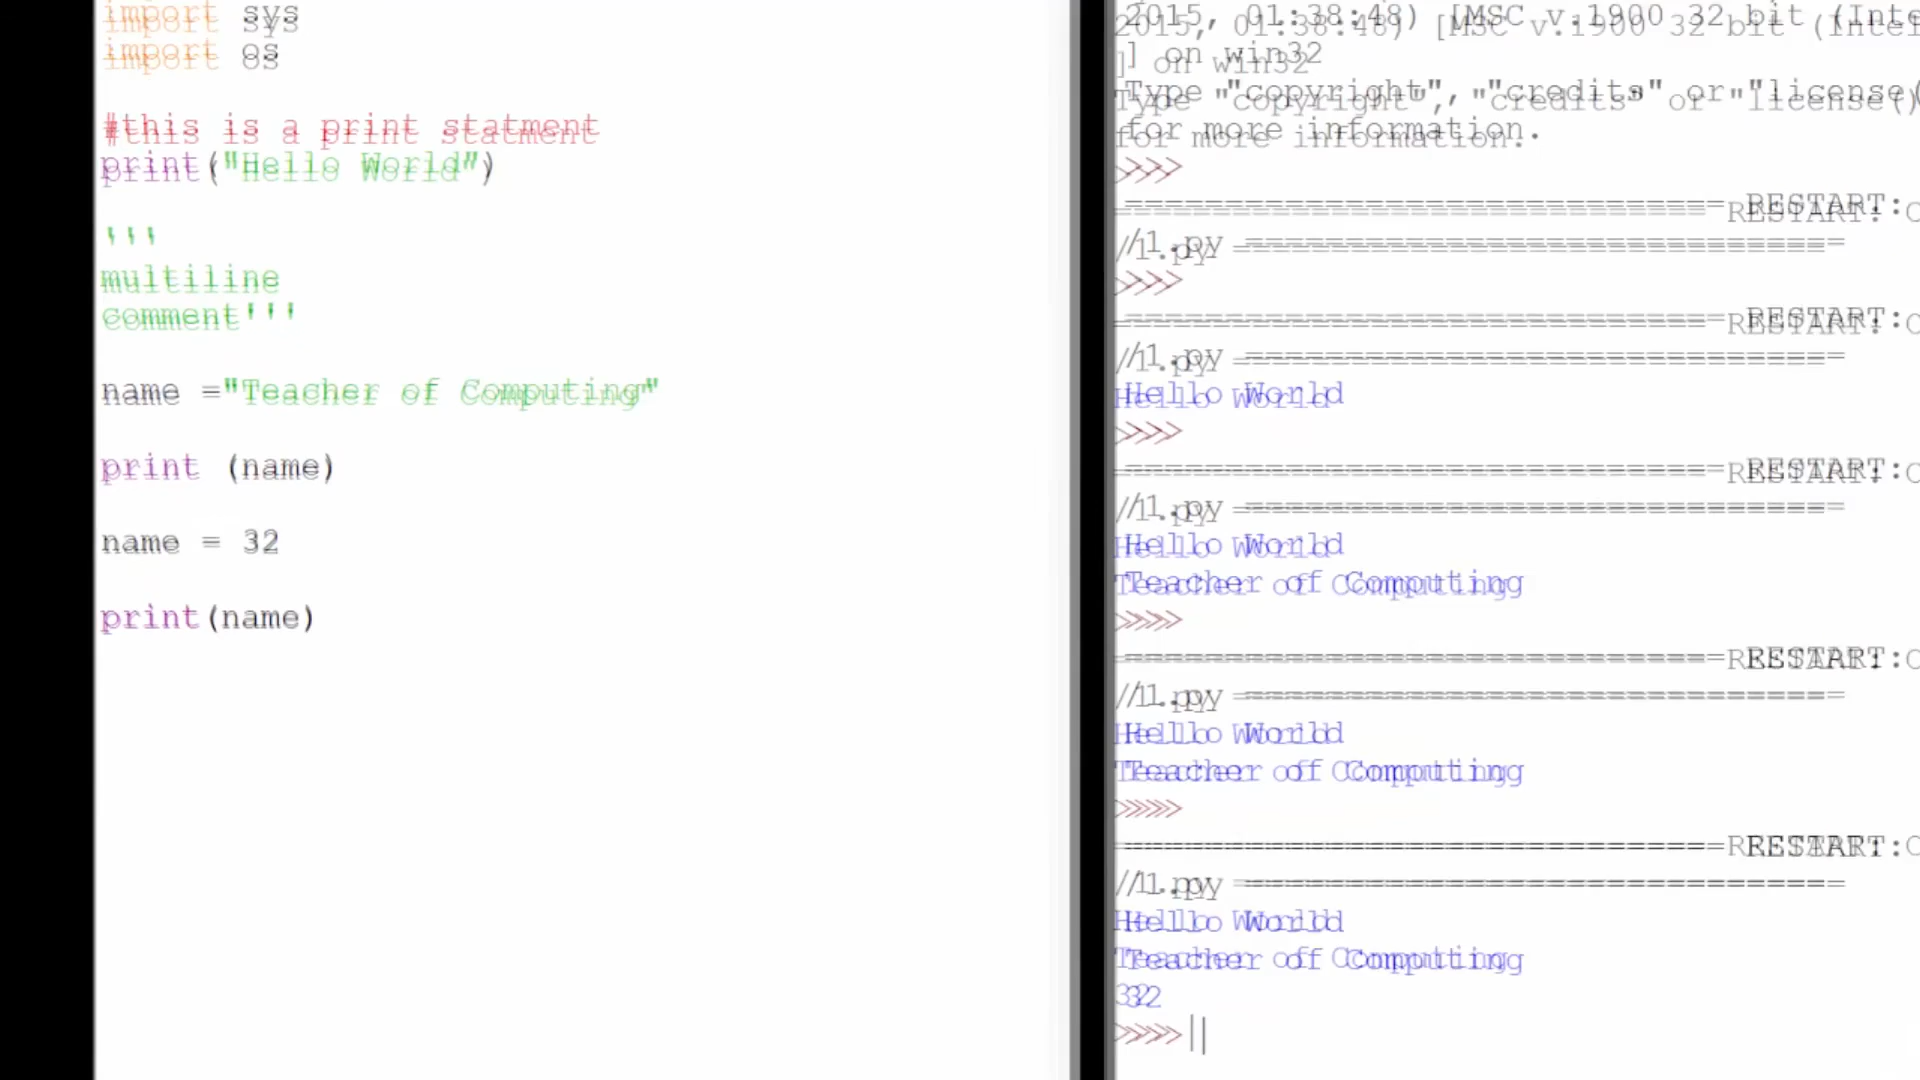 import sys
import os
#this is a print statment
print("Hello World")
'''
multiline
comment'''
name ="Teacher of Computing"
print (name)
name = 32
print(name)
2015, 01:38:48) [MSC v.1900 32 bit (Inte
] on win32
Type "copyright", "credits" or "license()
for more information.
>>>
============================== RESTART: C
/1.py ==============================
>>>
============================== RESTART: C
/1.py ==============================
Hello World
>>>
============================== RESTART: C
/1.py ==============================
Hello World
Teacher of Computing
>>>
============================== RESTART: C
/1.py ==============================
Hello World
Teacher of Computing
>>>
============================== RESTART: C
/1.py ==============================
Hello World
Teacher of Computing
32
>>>